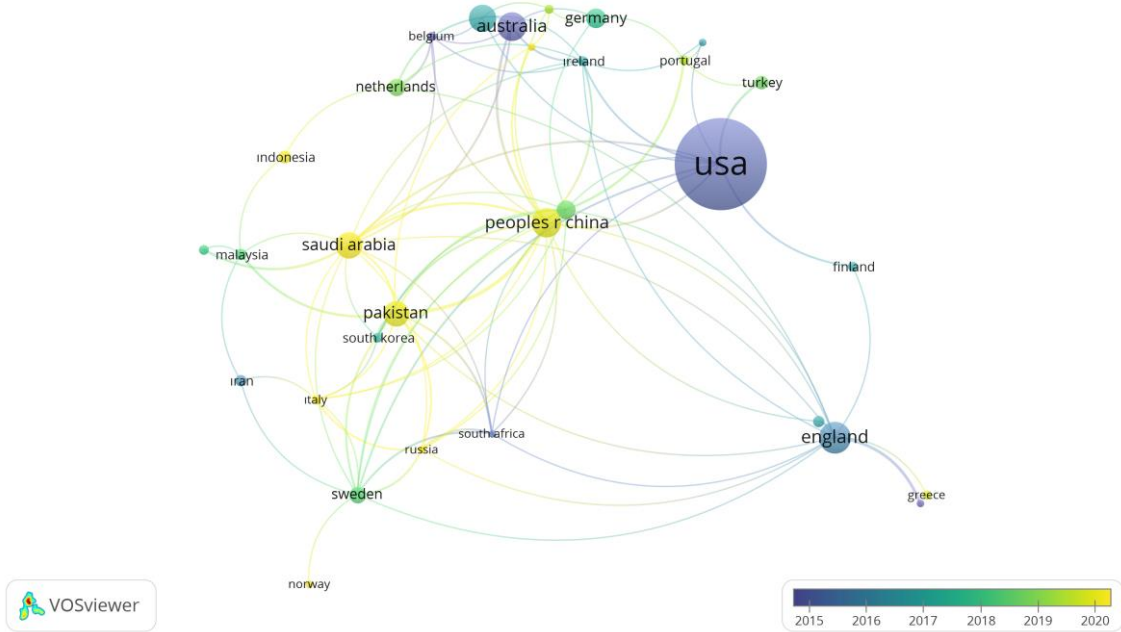 australia
germany
belgium
ireland
portugal
turkey
netherlands
usa
indonesia
peoples r china
saudi arabia
malaysia
finland
pakistan
south korea
iran
italy
south africa
england
russia
sweden
greece
norway
VOSviewer
2015 2016 2017 2018 2019 2020